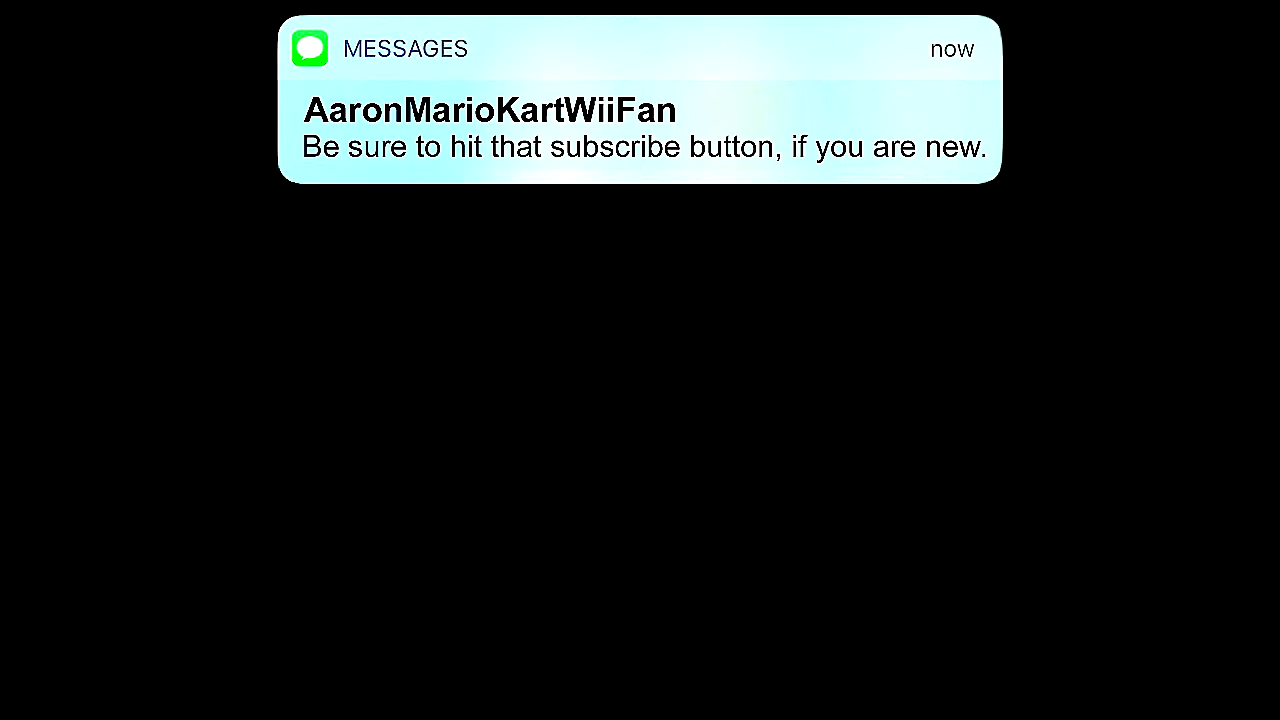 MESSAGES now
AaronMarioKartWiiFan
Be sure to hit that subscribe button, if you are new.